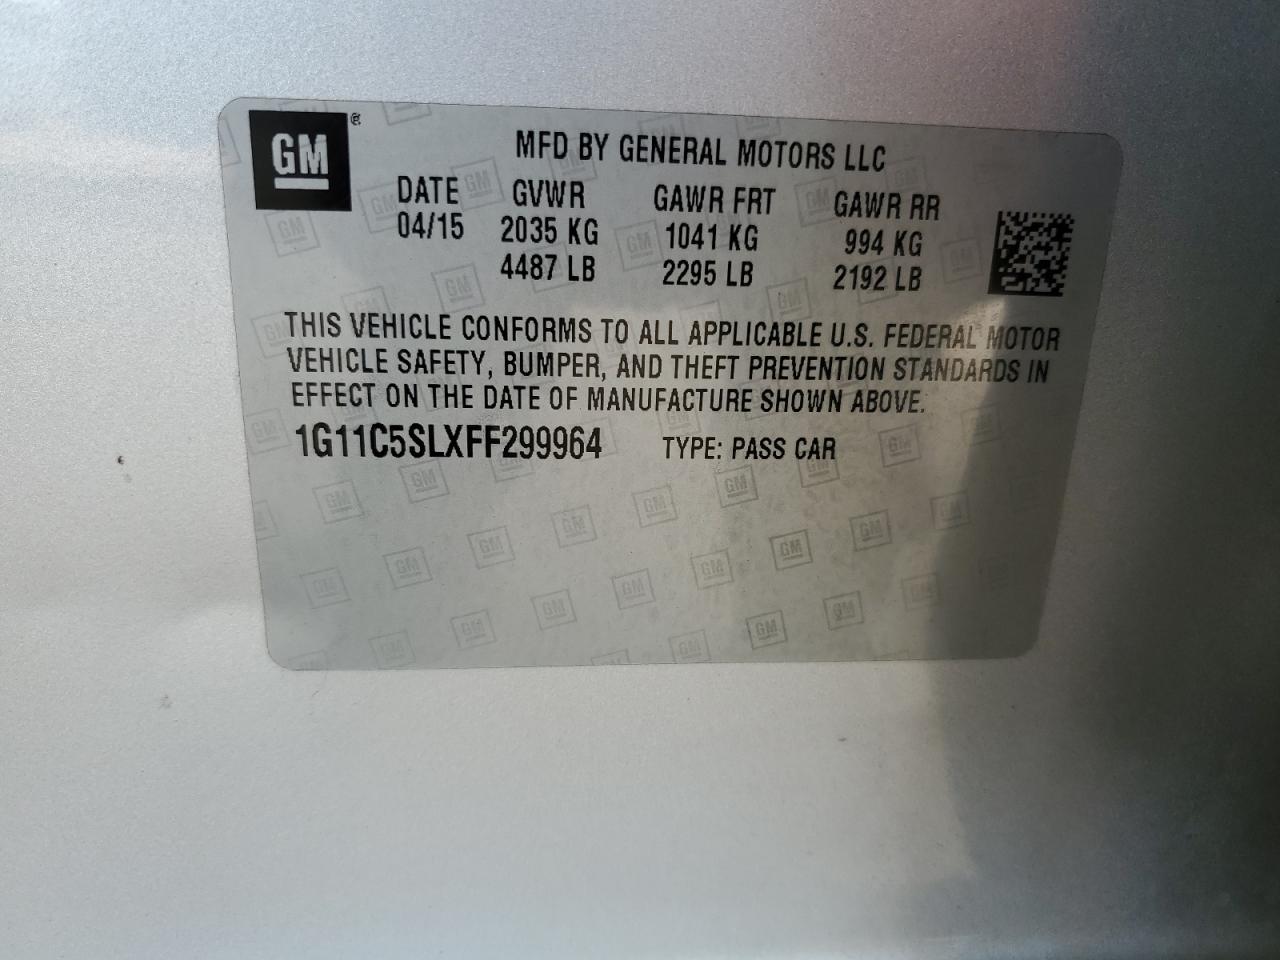 GM®
MFD BY GENERAL MOTORS LLC
DATE GVWR GAWR FRT GAWR RR
04/15 2035 KG 1041 KG 994 KG
4487 LB 2295 LB 2192 LB
THIS VEHICLE CONFORMS TO ALL APPLICABLE U.S. FEDERAL MOTOR
VEHICLE SAFETY, BUMPER, AND THEFT PREVENTION STANDARDS IN
EFFECT ON THE DATE OF MANUFACTURE SHOWN ABOVE.
1G11C5SLXFF299964 TYPE: PASS CAR